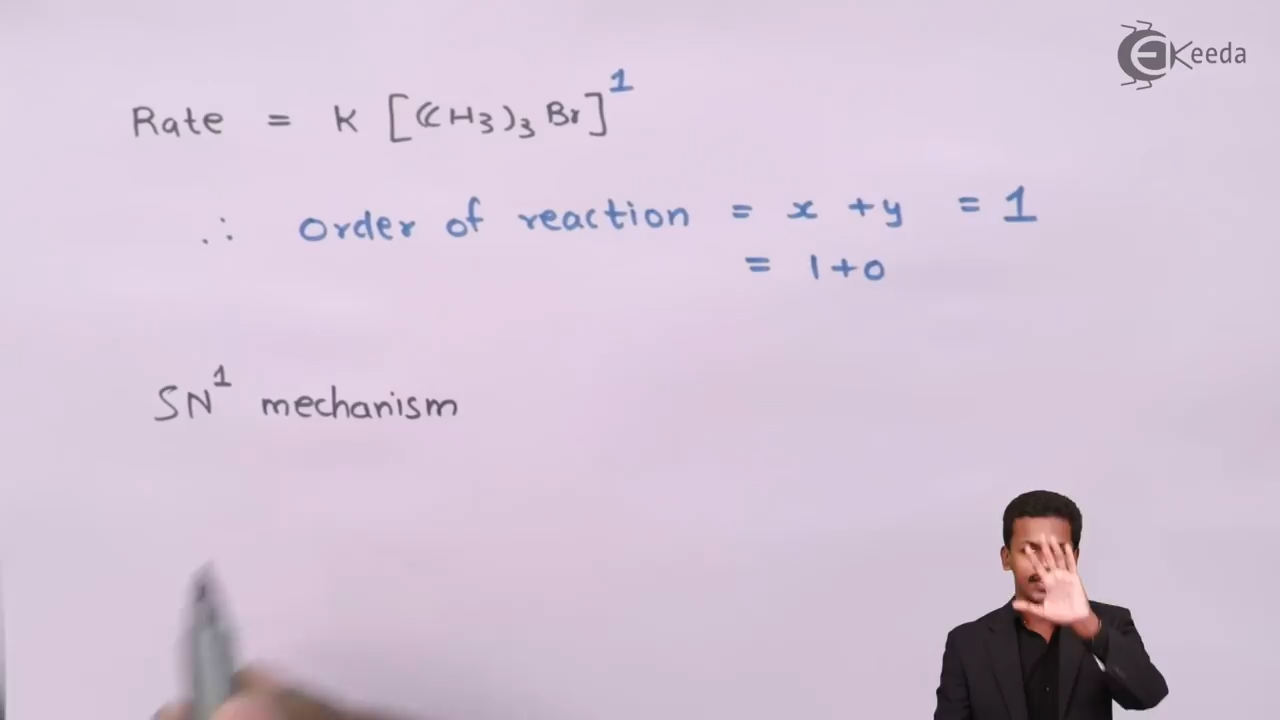 EKeeda
Rate = K [(CH3)₃ Br]¹
∴ Order of reaction = x + y = 1
= 1+0
SN¹ mechanism